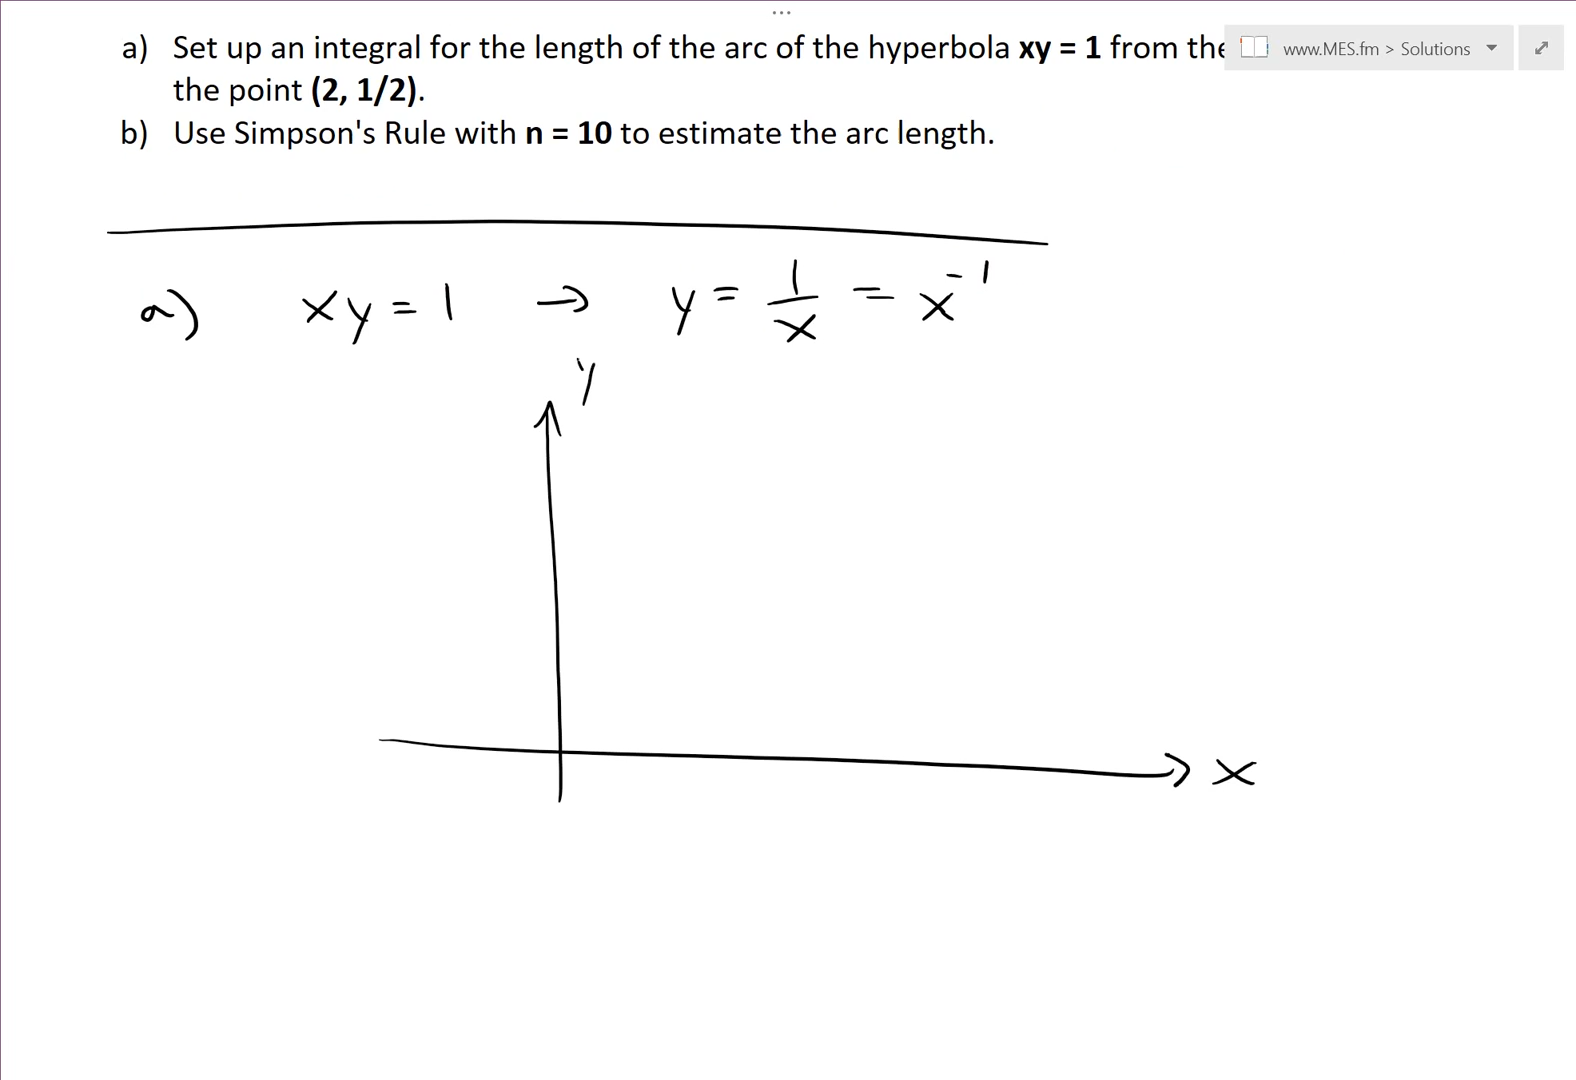 a) Set up an integral for the length of the arc of the hyperbola xy = 1 from the
www.MES.fm > Solutions
the point (2, 1/2).
b) Use Simpson's Rule with n = 10 to estimate the arc length.
a) xy = 1 → y = 1/x = x⁻¹
y
x